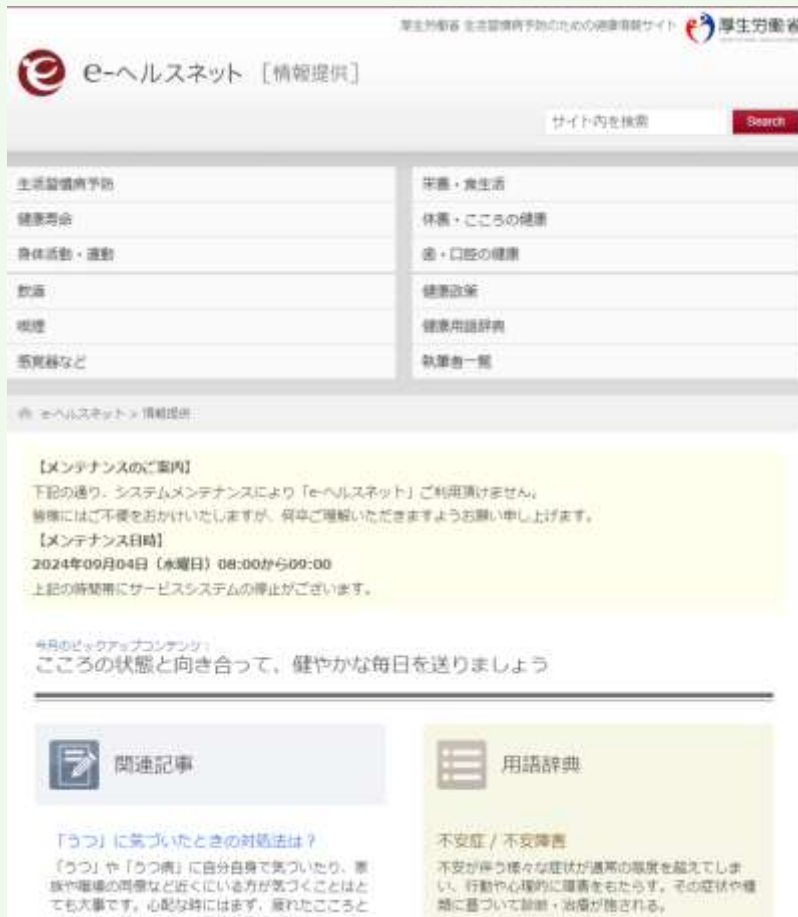 厚生労働省 生活習慣病予防のための健康情報サイト
厚生労働省
e-ヘルスネット［情報提供］
サイト内を検索
Search
生活習慣病予防
栄養・食生活
健康寿命
休養・こころの健康
身体活動・運動
歯・口腔の健康
飲酒
健康政策
喫煙
健康用語辞典
感覚器など
執筆者一覧
e-ヘルスネット > 情報提供
【メンテナンスのご案内】
下記の通り、システムメンテナンスにより「e-ヘルスネット」ご利用頂けません。
皆様にはご不便をおかけいたしますが、何卒ご理解いただきますようお願い申し上げます。
【メンテナンス日時】
2024年09月04日（水曜日）08:00から09:00
上記の時間帯にサービスシステムの停止がございます。
今月のピックアップコンテンツ：
こころの状態と向き合って、健やかな毎日を送りましょう
関連記事
用語辞典
「うつ」に気づいたときの対処法は？
「うつ」や「うつ病」に自分自身で気づいたり、家
族や職場の同僚など近くにいる方が気づくことはと
ても大事です。心配な時にはまず、疲れたこころと
不安症 / 不安障害
不安が伴う様々な症状が通常の限度を超えてしま
い、行動や心理的に障害をもたらす。その症状や種
類に基づいて診断・治療が施される。